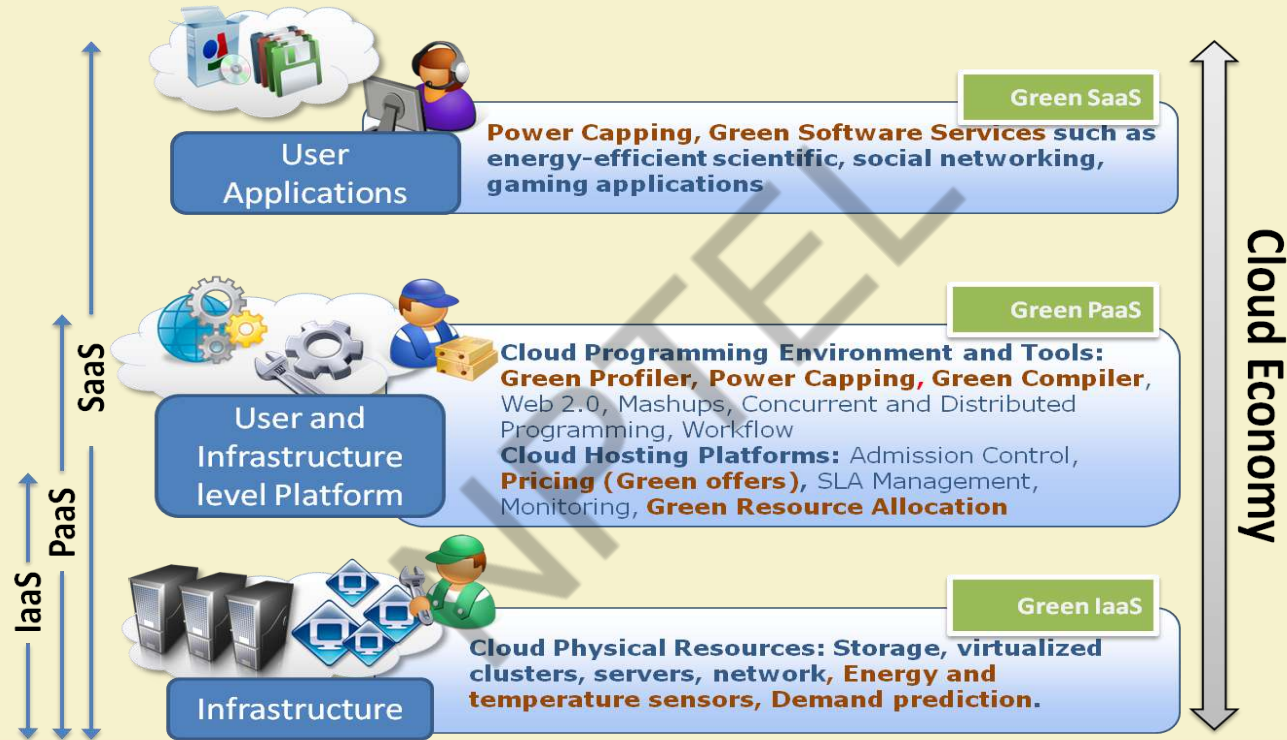 Green SaaS
Power Capping, Green Software Services such as
energy-efficient scientific, social networking,
gaming applications
User
Applications
Green PaaS
Cloud Programming Environment and Tools:
Green Profiler, Power Capping, Green Compiler,
Web 2.0, Mashups, Concurrent and Distributed
Programming, Workflow
Cloud Hosting Platforms: Admission Control,
Pricing (Green offers), SLA Management,
Monitoring, Green Resource Allocation
User and
Infrastructure
level Platform
Green IaaS
Cloud Physical Resources: Storage, virtualized
clusters, servers, network, Energy and
temperature sensors, Demand prediction.
Infrastructure
IaaS
PaaS
SaaS
Cloud Economy
NPTEL